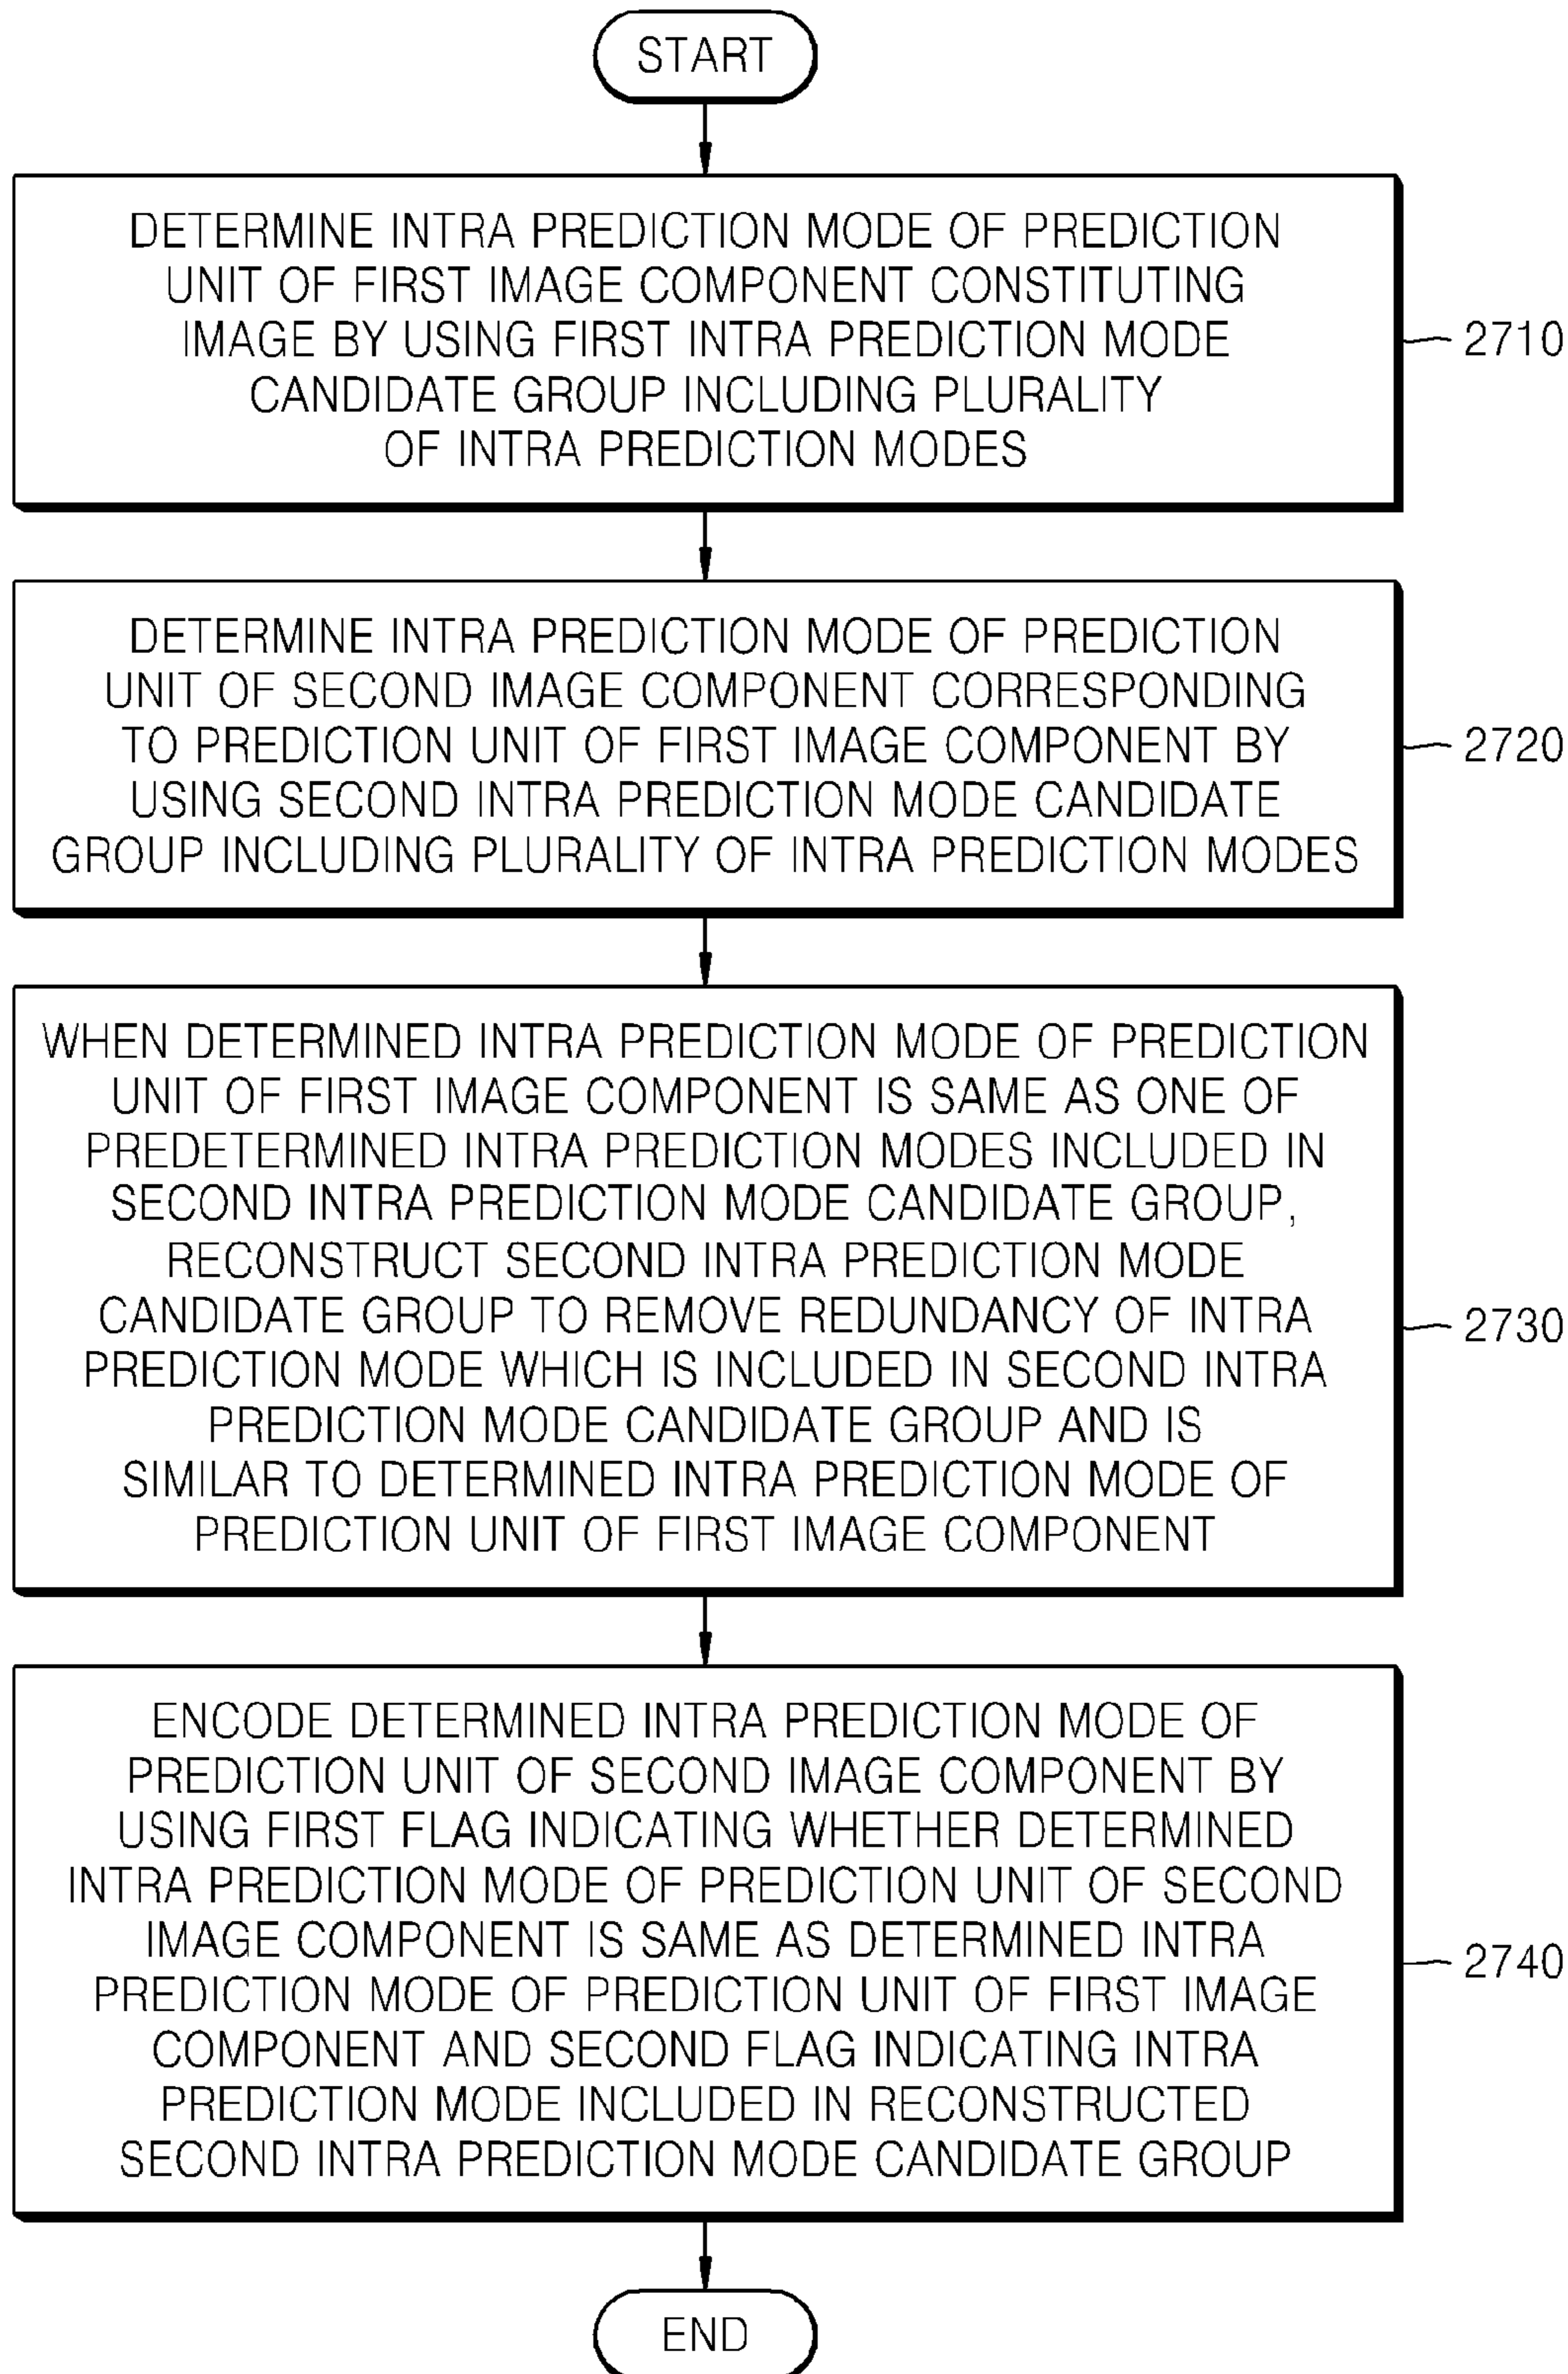 START
DETERMINE INTRA PREDICTION MODE OF PREDICTION
UNIT OF FIRST IMAGE COMPONENT CONSTITUTING
IMAGE BY USING FIRST INTRA PREDICTION MODE
CANDIDATE GROUP INCLUDING PLURALITY
OF INTRA PREDICTION MODES
2710
DETERMINE INTRA PREDICTION MODE OF PREDICTION
UNIT OF SECOND IMAGE COMPONENT CORRESPONDING
TO PREDICTION UNIT OF FIRST IMAGE COMPONENT BY
USING SECOND INTRA PREDICTION MODE CANDIDATE
GROUP INCLUDING PLURALITY OF INTRA PREDICTION MODES
2720
WHEN DETERMINED INTRA PREDICTION MODE OF PREDICTION
UNIT OF FIRST IMAGE COMPONENT IS SAME AS ONE OF
PREDETERMINED INTRA PREDICTION MODES INCLUDED IN
SECOND INTRA PREDICTION MODE CANDIDATE GROUP,
RECONSTRUCT SECOND INTRA PREDICTION MODE
CANDIDATE GROUP TO REMOVE REDUNDANCY OF INTRA
PREDICTION MODE WHICH IS INCLUDED IN SECOND INTRA
PREDICTION MODE CANDIDATE GROUP AND IS
SIMILAR TO DETERMINED INTRA PREDICTION MODE OF
PREDICTION UNIT OF FIRST IMAGE COMPONENT
2730
ENCODE DETERMINED INTRA PREDICTION MODE OF
PREDICTION UNIT OF SECOND IMAGE COMPONENT BY
USING FIRST FLAG INDICATING WHETHER DETERMINED
INTRA PREDICTION MODE OF PREDICTION UNIT OF SECOND
IMAGE COMPONENT IS SAME AS DETERMINED INTRA
PREDICTION MODE OF PREDICTION UNIT OF FIRST IMAGE
COMPONENT AND SECOND FLAG INDICATING INTRA
PREDICTION MODE INCLUDED IN RECONSTRUCTED
SECOND INTRA PREDICTION MODE CANDIDATE GROUP
2740
END